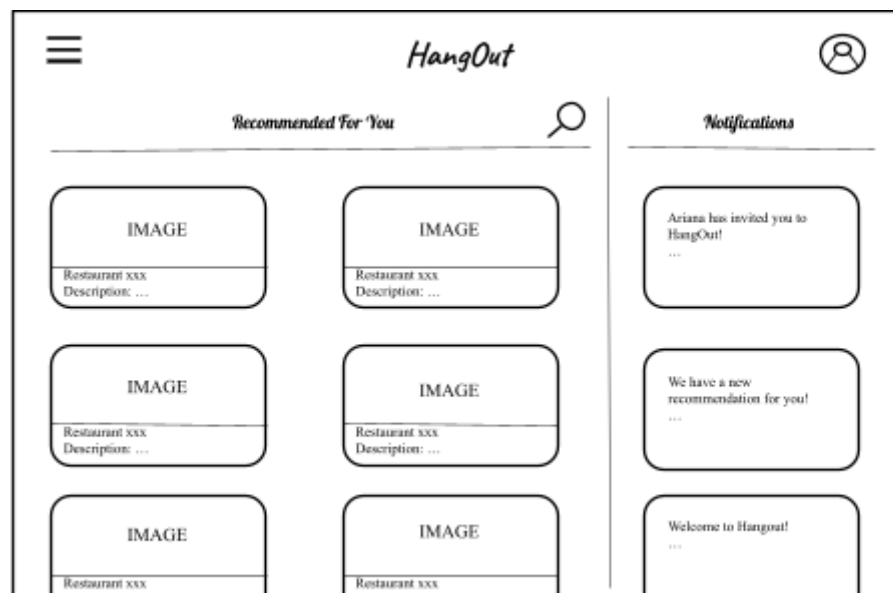 HangOut
Recommended For You
Notifications
IMAGE
Restaurant xxx
Description: …
IMAGE
Restaurant xxx
Description: …
Ariana has invited you to
HangOut!
…
IMAGE
Restaurant xxx
Description: …
IMAGE
Restaurant xxx
Description: …
We have a new
recommendation for you!
…
IMAGE
Restaurant xxx
IMAGE
Restaurant xxx
Welcome to Hangout!
…